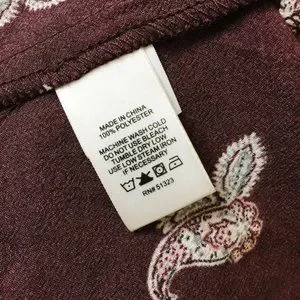 MADE IN CHINA
100% POLYESTER
MACHINE WASH COLD
DO NOT USE BLEACH
TUMBLE DRY LOW
USE LOW STEAM IRON
IF NECESSARY
RN# 51323